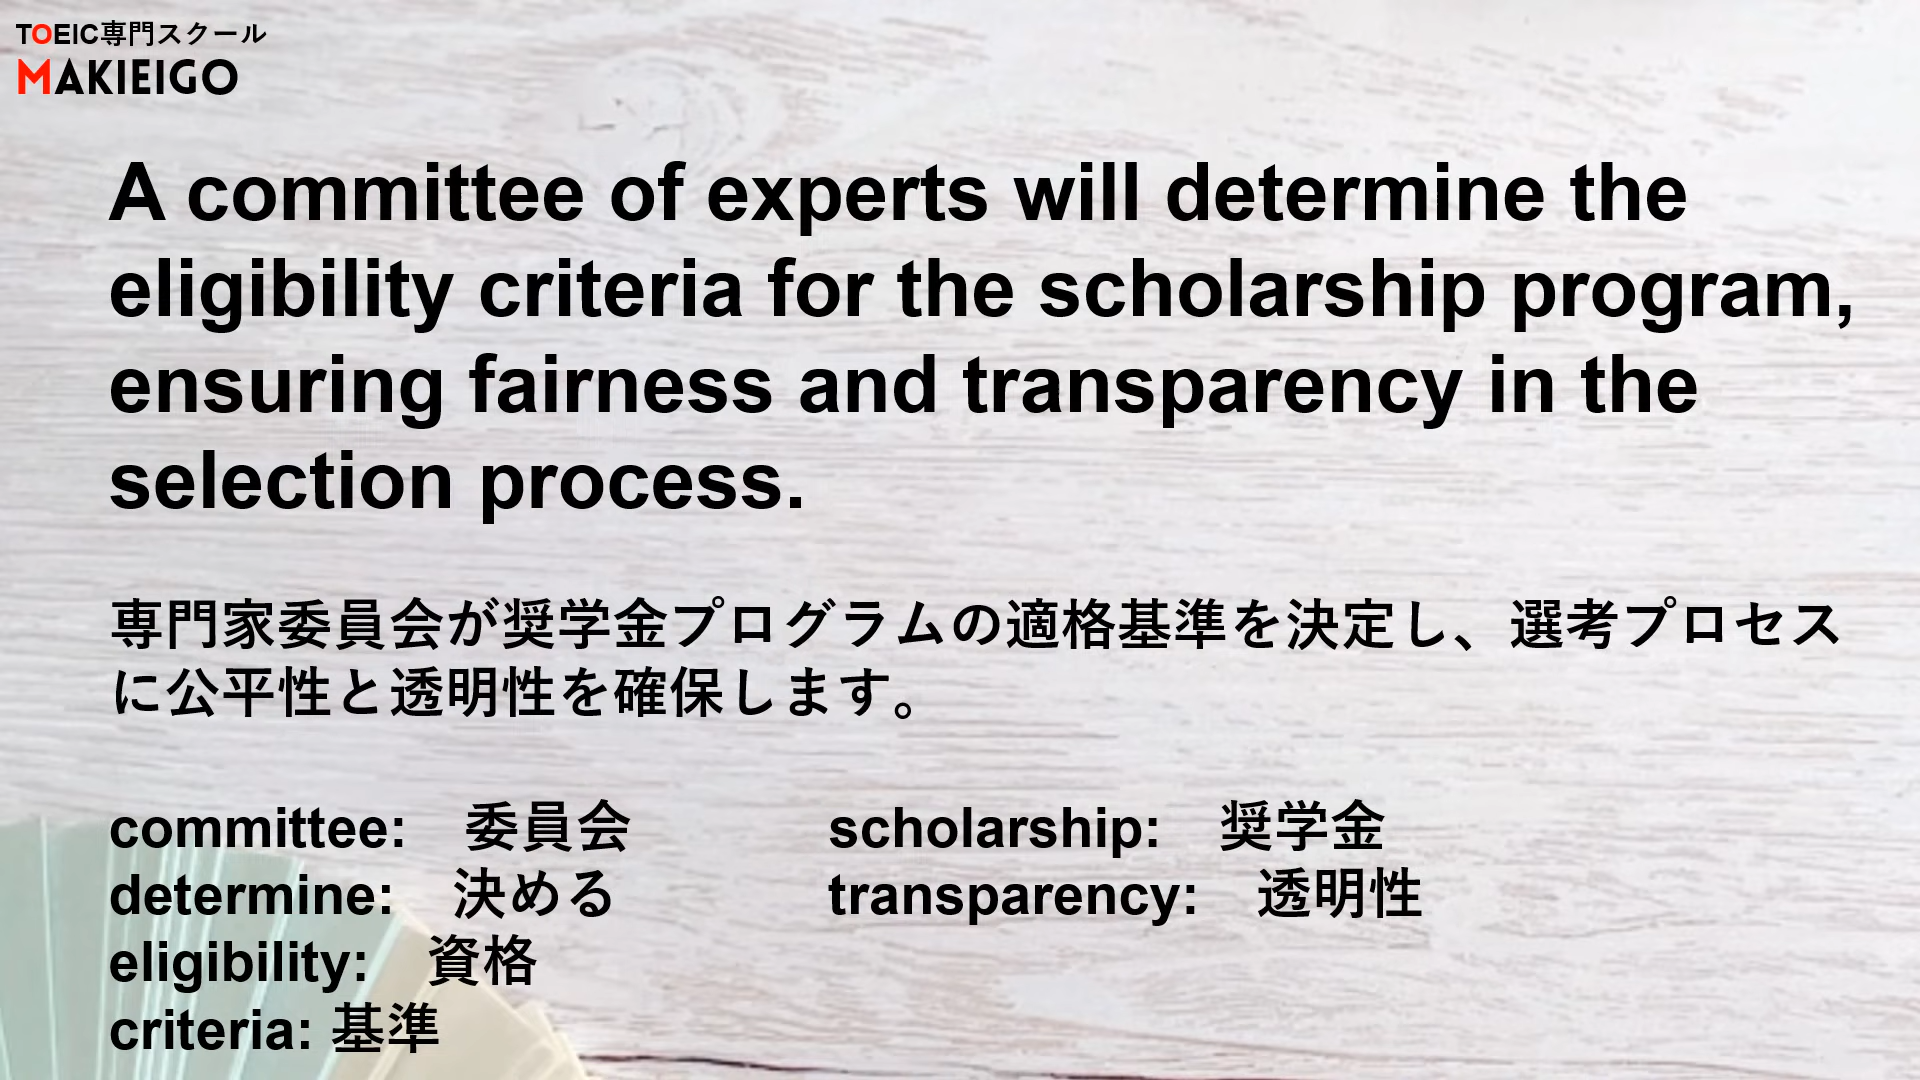 TOEIC専門スクール
MAKIEIGO
A committee of experts will determine the
eligibility criteria for the scholarship program,
ensuring fairness and transparency in the
selection process.
専門家委員会が奨学金プログラムの適格基準を決定し、選考プロセス
に公平性と透明性を確保します。
committee:　委員会
determine:　決める
eligibility:　資格
criteria: 基準
scholarship:　奨学金
transparency:　透明性